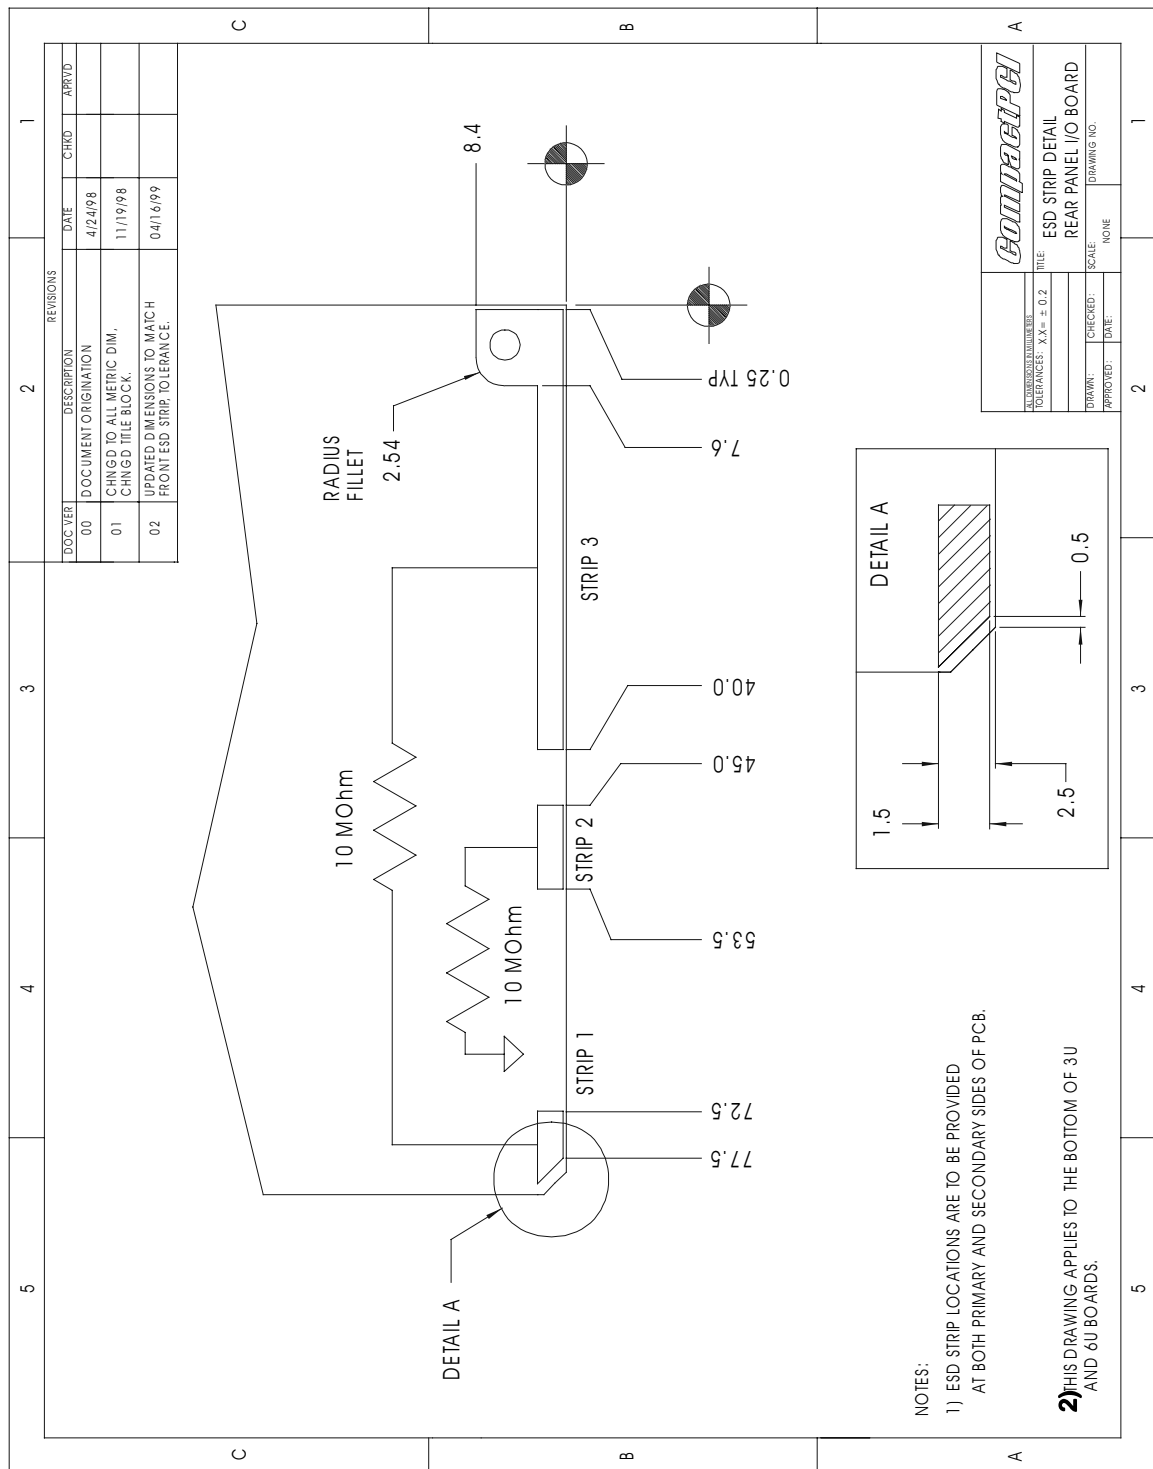 5
4
3
2
1
C
B
A
REVISIONS
DOC VER
DESCRIPTION
DATE
CHKD
APRVD
00
DOCUMENT ORIGINATION
4/24/98
01
CHNGD TO ALL METRIC DIM,
CHNGD TITLE BLOCK.
11/19/98
02
UPDATED DIMENSIONS TO MATCH
FRONT ESD STRIP, TOLERANCE.
04/16/99
RADIUS
FILLET
2.54
8.4
10 MOhm
10 MOhm
DETAIL A
STRIP 1
STRIP 2
STRIP 3
77.5
72.5
53.5
45.0
40.0
7.6
0.25 TYP
DETAIL A
1.5
2.5
0.5
NOTES:
1) ESD STRIP LOCATIONS ARE TO BE PROVIDED
AT BOTH PRIMARY AND SECONDARY SIDES OF PCB.
2)THIS DRAWING APPLIES TO THE BOTTOM OF 3U
AND 6U BOARDS.
CompactPCI
ALL DIMENSIONS IN MILLIMETERS
TOLERANCES: X.X= ± 0.2
TITLE:
ESD STRIP DETAIL
REAR PANEL I/O BOARD
DRAWN:
CHECKED:
SCALE:
NONE
DRAWING NO.
APPROVED:
DATE:
5
4
3
2
1
C
B
A